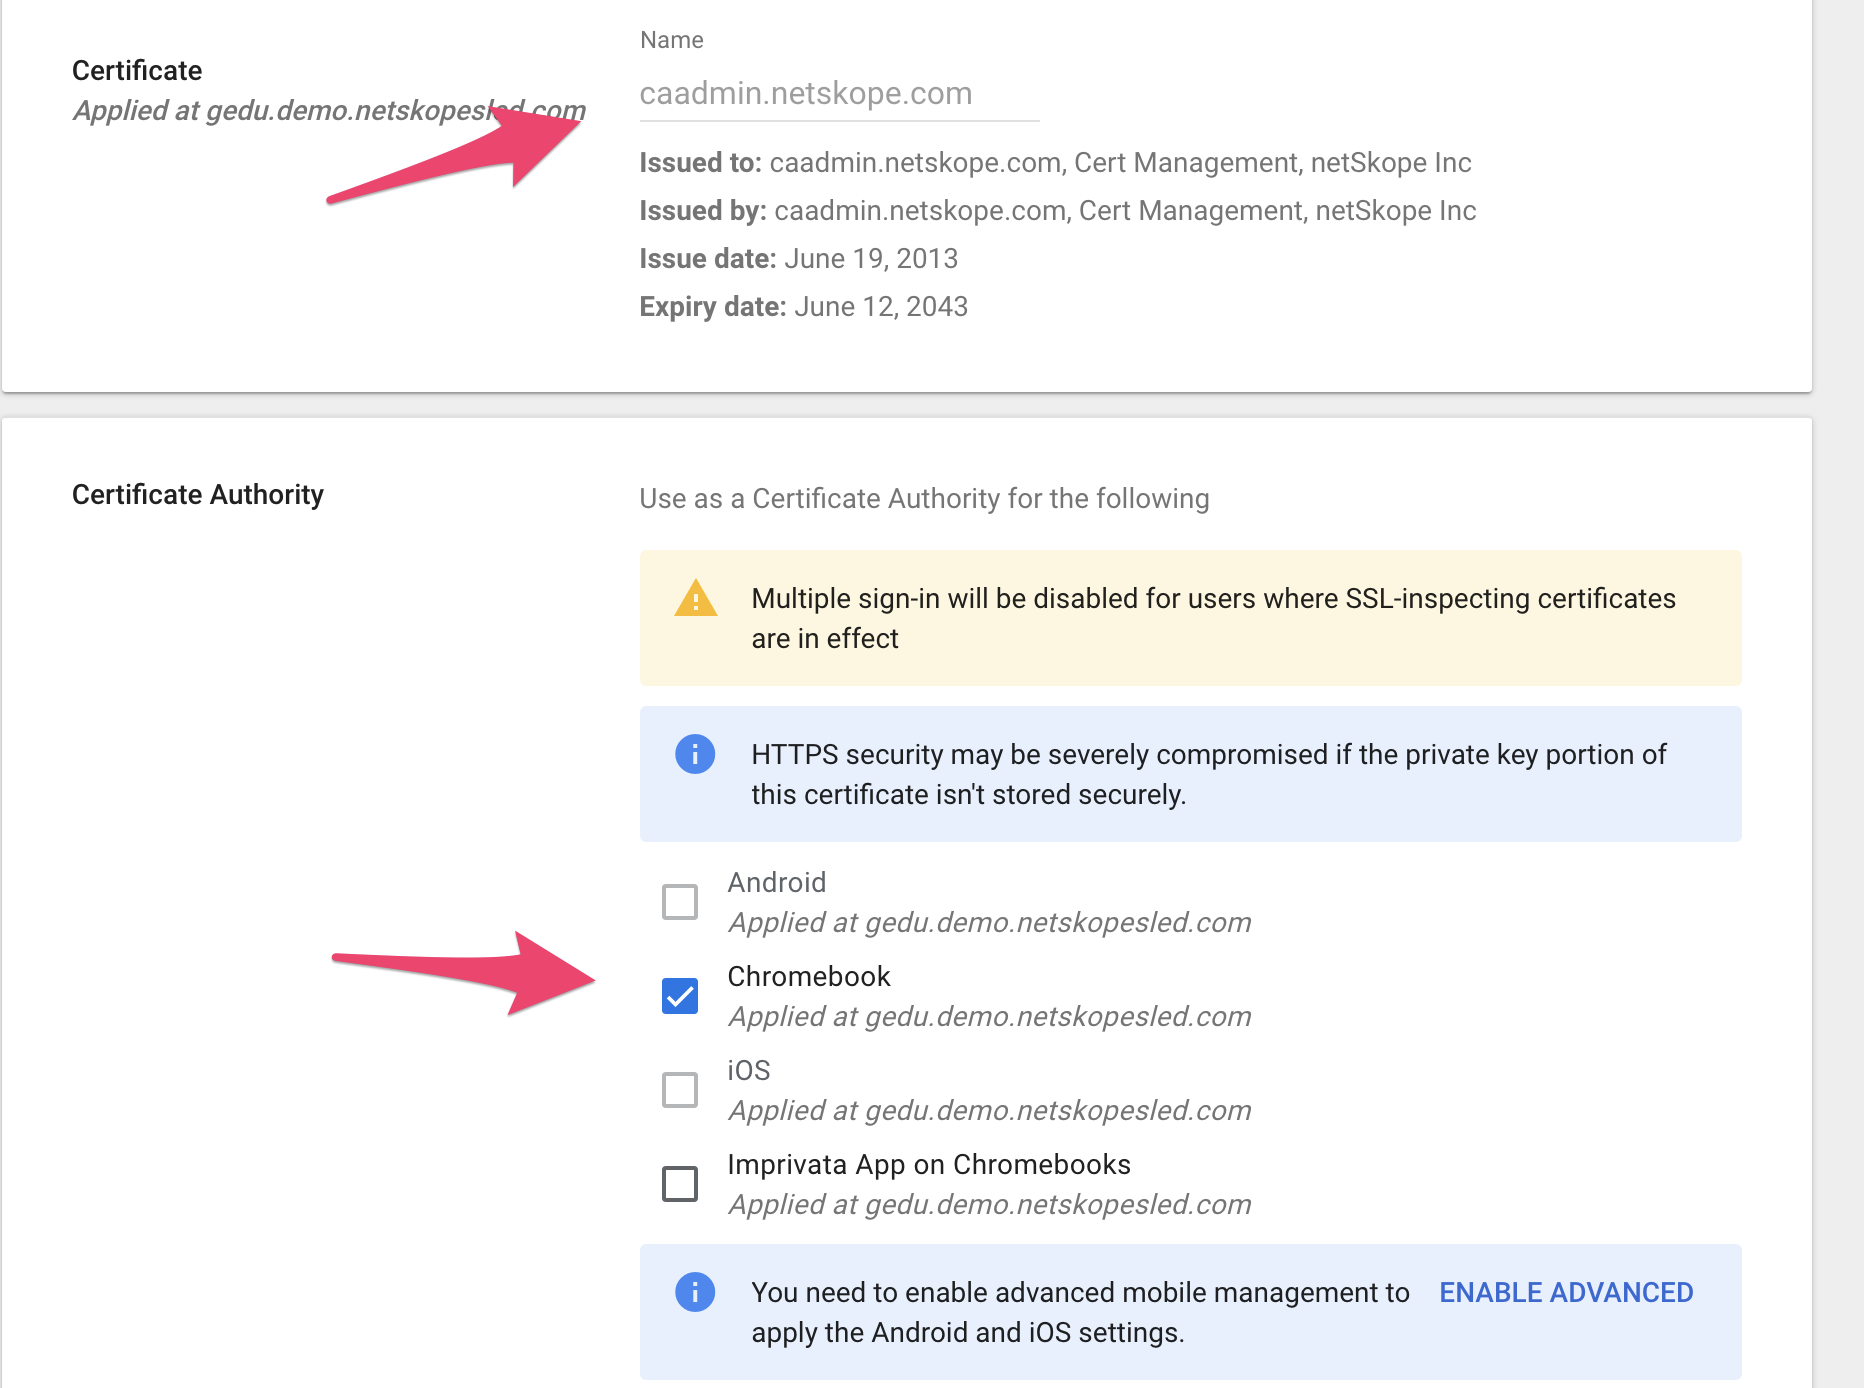 Certificate
Applied at gedu.demo.netskopesled.com
Name
caadmin.netskope.com
Issued to: caadmin.netskope.com, Cert Management, netSkope Inc
Issued by: caadmin.netskope.com, Cert Management, netSkope Inc
Issue date: June 19, 2013
Expiry date: June 12, 2043
Certificate Authority
Use as a Certificate Authority for the following
Multiple sign-in will be disabled for users where SSL-inspecting certificates
are in effect
HTTPS security may be severely compromised if the private key portion of
this certificate isn't stored securely.
Android
Applied at gedu.demo.netskopesled.com
Chromebook
Applied at gedu.demo.netskopesled.com
iOS
Applied at gedu.demo.netskopesled.com
Imprivata App on Chromebooks
Applied at gedu.demo.netskopesled.com
You need to enable advanced mobile management to
apply the Android and iOS settings.
ENABLE ADVANCED